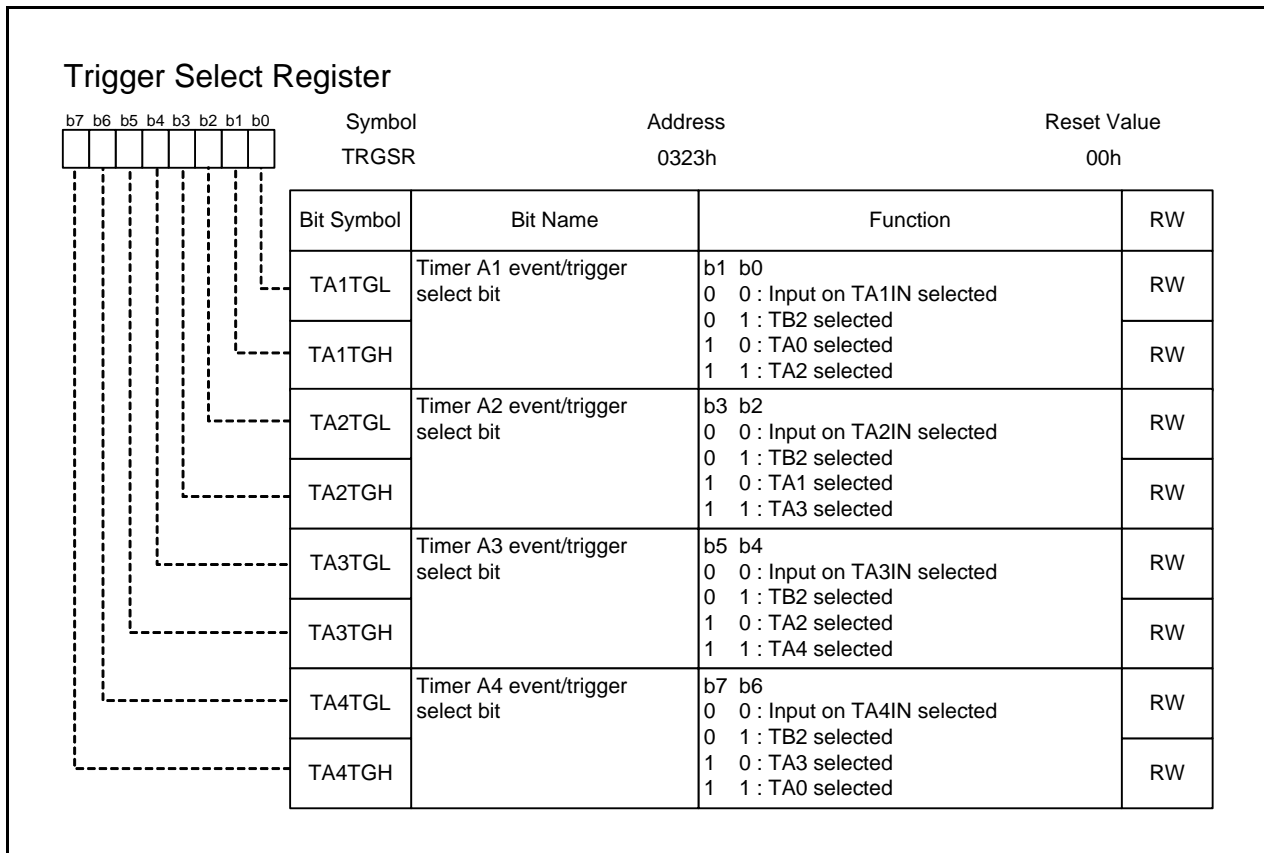 Trigger Select Register
b7 b6 b5 b4 b3 b2 b1 b0
Symbol Address Reset Value
TRGSR 0323h 00h
Bit Symbol Bit Name Function RW
TA1TGL
TA1TGH
Timer A1 event/trigger
select bit
b1 b0
0 0 : Input on TA1IN selected
0 1 : TB2 selected
1 0 : TA0 selected
1 1 : TA2 selected
RW
RW
TA2TGL
TA2TGH
Timer A2 event/trigger
select bit
b3 b2
0 0 : Input on TA2IN selected
0 1 : TB2 selected
1 0 : TA1 selected
1 1 : TA3 selected
RW
RW
TA3TGL
TA3TGH
Timer A3 event/trigger
select bit
b5 b4
0 0 : Input on TA3IN selected
0 1 : TB2 selected
1 0 : TA2 selected
1 1 : TA4 selected
RW
RW
TA4TGL
TA4TGH
Timer A4 event/trigger
select bit
b7 b6
0 0 : Input on TA4IN selected
0 1 : TB2 selected
1 0 : TA3 selected
1 1 : TA0 selected
RW
RW